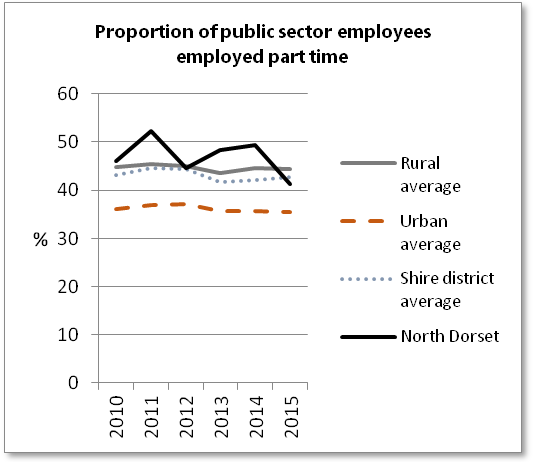 Proportion of public sector employees
employed part time
60
50
40
30
20
10
0
%
2010
2011
2012
2013
2014
2015
Rural
average
Urban
average
Shire district
average
North Dorset